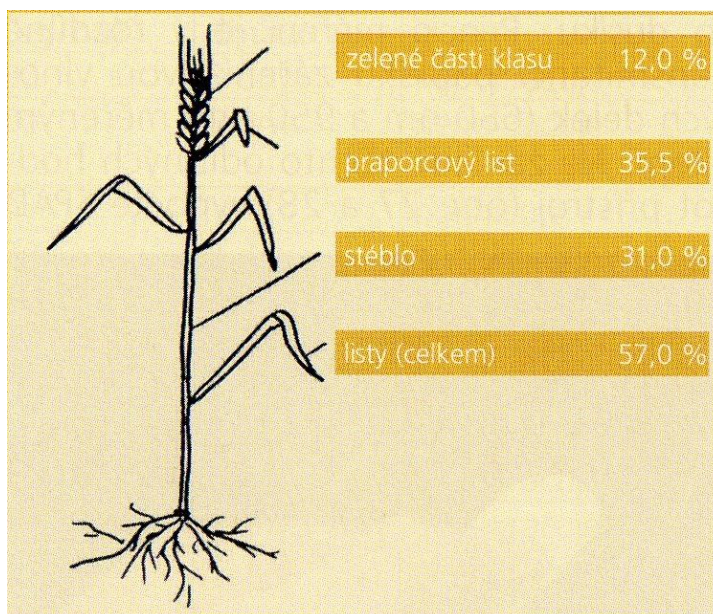 zelené části klasu 12,0 %
praporcový list 35,5 %
stéblo 31,0 %
listy (celkem) 57,0 %